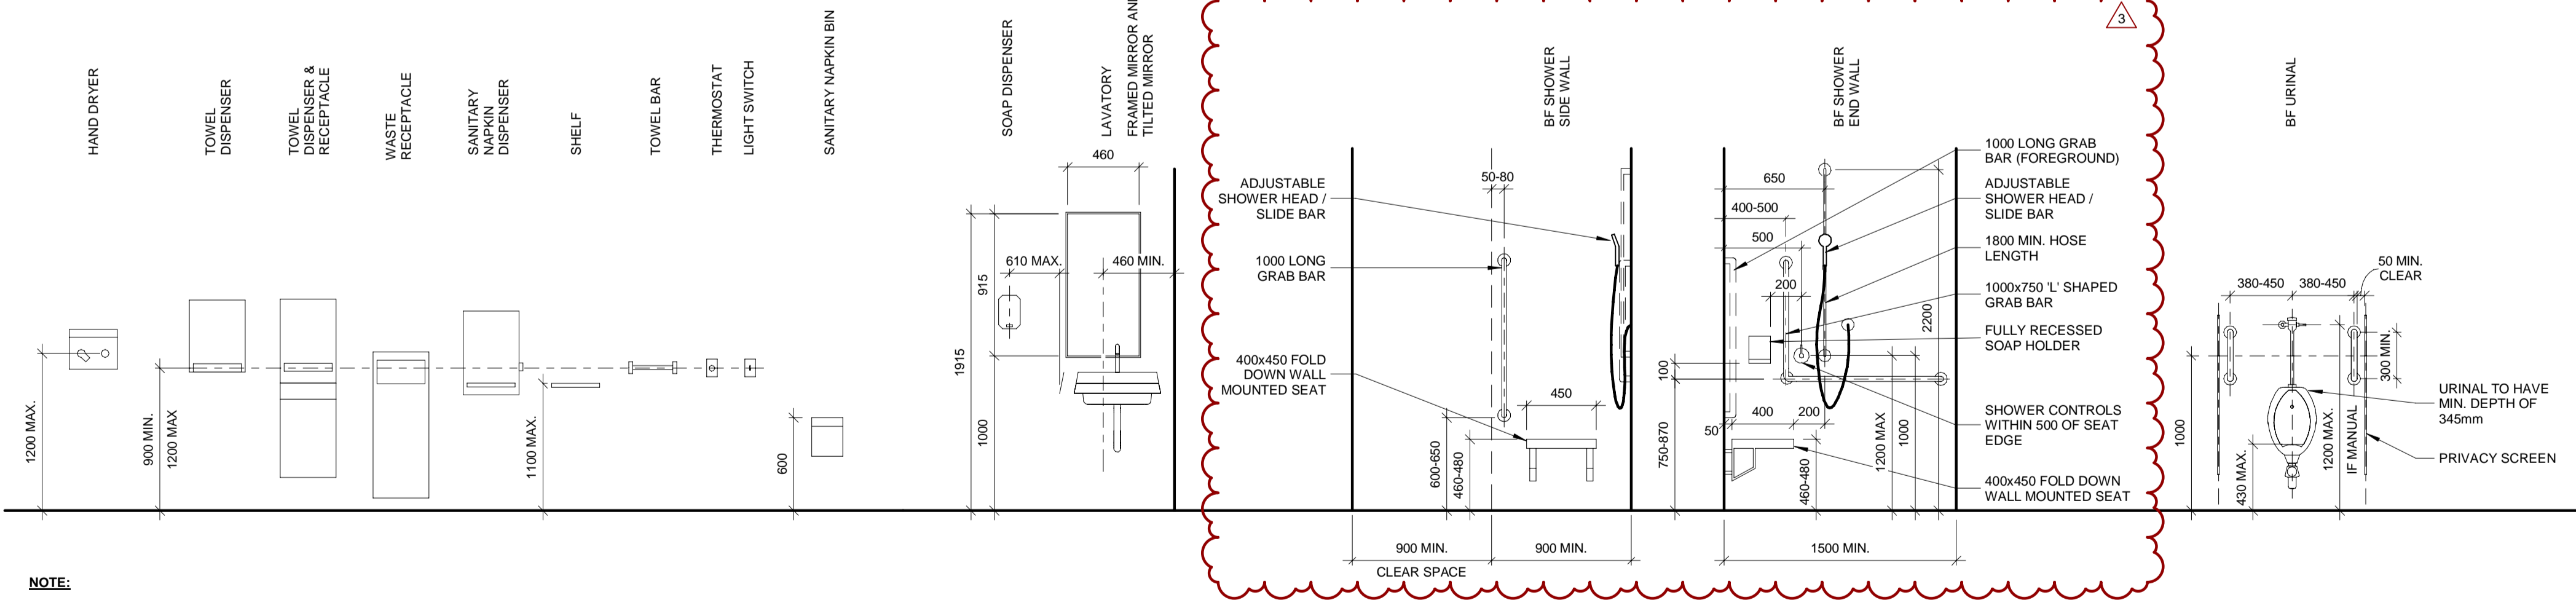 HAND DRYER
TOWEL
DISPENSER
TOWEL
DISPENSER &
RECEPTACLE
WASTE
RECEPTACLE
SANITARY
NAPKIN
DISPENSER
SHELF
TOWEL BAR
THERMOSTAT
LIGHT SWITCH
SANITARY NAPKIN BIN
SOAP DISPENSER
LAVATORY
FRAMED MIRROR AND
TILTED MIRROR
BF SHOWER
SIDE WALL
BF SHOWER
END WALL
BF URINAL
3
1200 MAX.
900 MIN.
1200 MAX
1100 MAX.
600
1915
915
1000
460
610 MAX.
460 MIN.
ADJUSTABLE
SHOWER HEAD /
SLIDE BAR
1000 LONG
GRAB BAR
400x450 FOLD
DOWN WALL
MOUNTED SEAT
50-80
450
600-650
460-480
900 MIN.
900 MIN.
CLEAR SPACE
650
400-500
500
200
100
750-870
400
200
50
460-480
1200 MAX
1000
2200
1500 MIN.
1000 LONG GRAB
BAR (FOREGROUND)
ADJUSTABLE
SHOWER HEAD /
SLIDE BAR
1800 MIN. HOSE
LENGTH
1000x750 'L' SHAPED
GRAB BAR
FULLY RECESSED
SOAP HOLDER
SHOWER CONTROLS
WITHIN 500 OF SEAT
EDGE
400x450 FOLD DOWN
WALL MOUNTED SEAT
380-450
380-450
50 MIN.
CLEAR
300 MIN.
1000
430 MAX.
1200 MAX.
IF MANUAL
URINAL TO HAVE
MIN. DEPTH OF
345mm
PRIVACY SCREEN
NOTE: